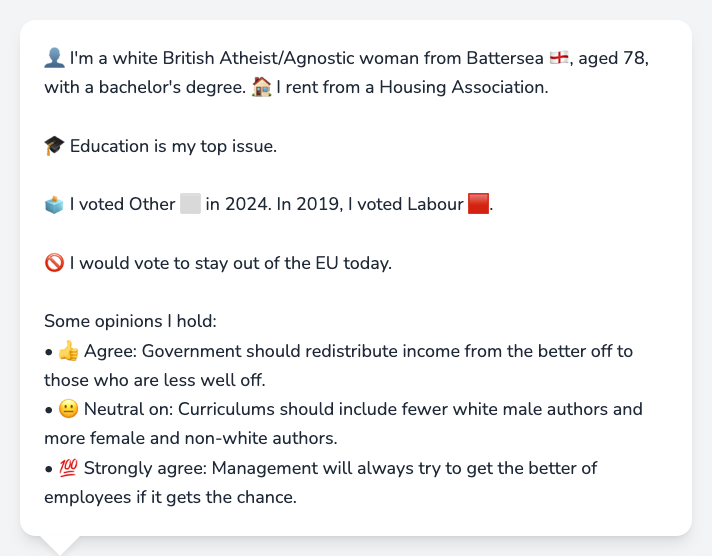 👤 I'm a white British Atheist/Agnostic woman from Battersea 🏴󠁧󠁢󠁥󠁮󠁧󠁿, aged 78,
with a bachelor's degree. 🏠 I rent from a Housing Association.
🎓 Education is my top issue.
🗳️ I voted Other ⬜ in 2024. In 2019, I voted Labour 🟥.
🚫 I would vote to stay out of the EU today.
Some opinions I hold:
• 👍 Agree: Government should redistribute income from the better off to
those who are less well off.
• 😐 Neutral on: Curriculums should include fewer white male authors and
more female and non-white authors.
• 💯 Strongly agree: Management will always try to get the better of
employees if it gets the chance.